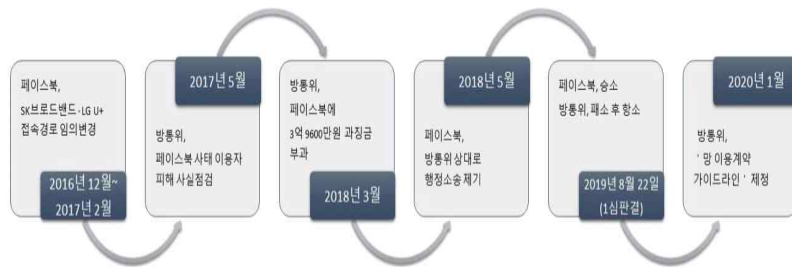 페이스북,
SK브로드밴드·LG U+
접속경로 임의변경
2016년 12월~
2017년 2월
2017년 5월
방통위,
페이스북 사태 이용자
피해 사실점검
방통위,
페이스북에
3억 9600만원 과징금
부과
2018년 3월
2018년 5월
페이스북,
방통위 상대로
행정소송 제기
페이스북, 승소
방통위, 패소 후 항소
2019년 8월 22일
(1심판결)
2020년 1월
방통위,
' 망 이용계약
가이드라인 ' 제정